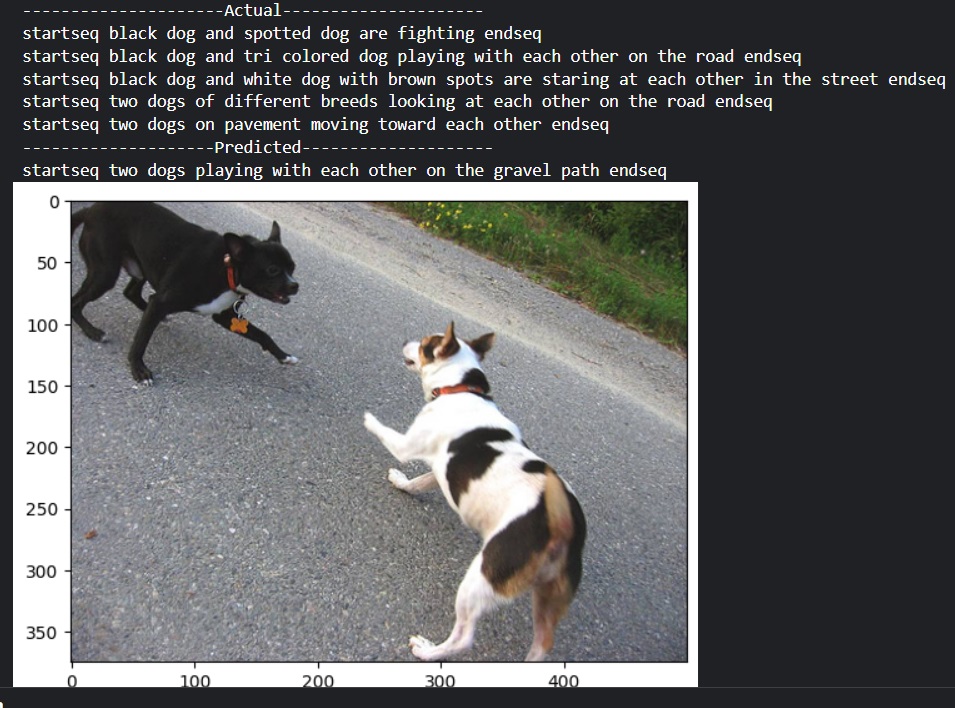 ---------------------Actual---------------------
startseq black dog and spotted dog are fighting endseq
startseq black dog and tri colored dog playing with each other on the road endseq
startseq black dog and white dog with brown spots are staring at each other in the street endseq
startseq two dogs of different breeds looking at each other on the road endseq
startseq two dogs on pavement moving toward each other endseq
--------------------Predicted--------------------
startseq two dogs playing with each other on the gravel path endseq
0
50
100
150
200
250
300
350
0 100 200 300 400